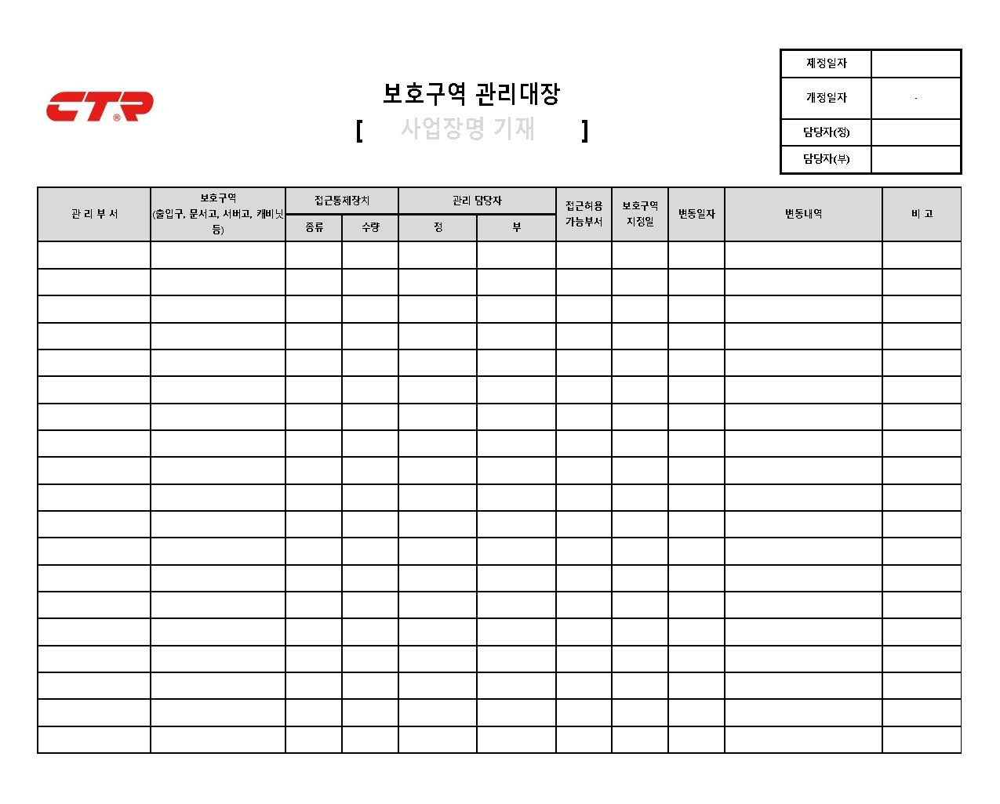 제정일자
개정일자 -
담당자(정)
담당자(부)
CTR®
보호구역 관리대장
[ 사업장명 기재 ]
관 리 부 서
보호구역
(출입구, 문서고, 서버고, 캐비닛
등)
접근통제장치
종류 수량
관리 담당자
정 부
접근허용
가능부서
보호구역
지정일
변동일자
변동내역
비 고